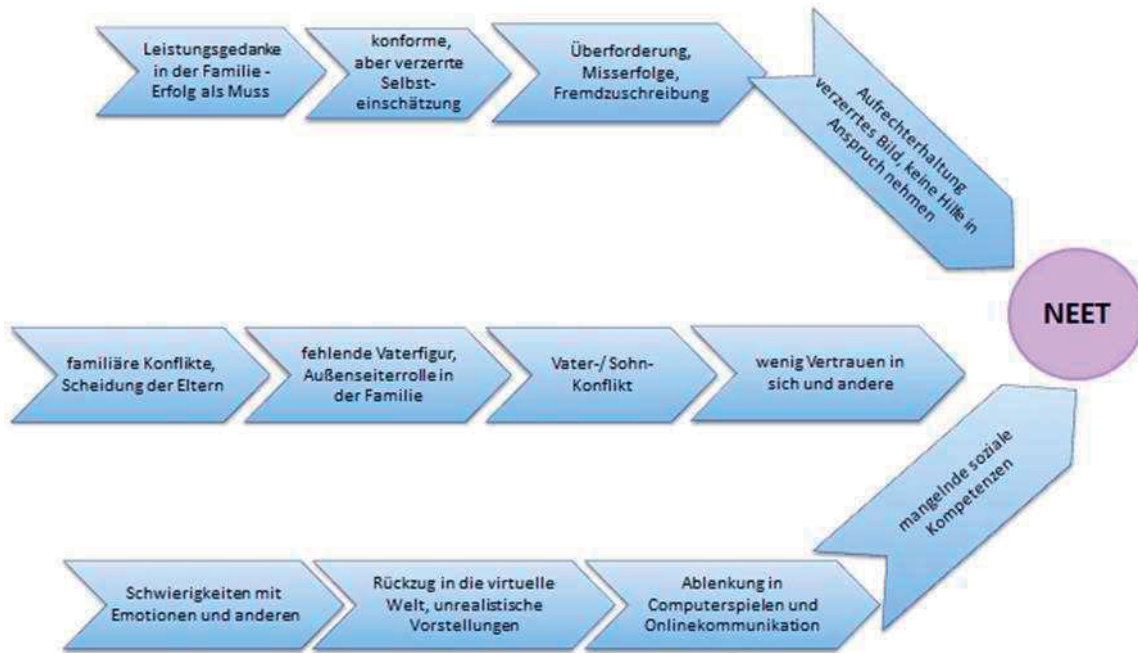 Leistungsgedanke
in der Familie -
Erfolg als Muss
konforme,
aber verzerrte
Selbst-
einschätzung
Überforderung,
Misserfolge,
Fremdzuschreibung
Aufrechterhaltung
verzerrtes Bild, keine Hilfe in
Anspruch nehmen
NEET
familiäre Konflikte,
Scheidung der Eltern
fehlende Vaterfigur,
Außenseiterrolle in
der Familie
Vater-/ Sohn-
Konflikt
wenig Vertrauen in
sich und andere
mangelnde soziale
Kompetenzen
Schwierigkeiten mit
Emotionen und anderen
Rückzug in die virtuelle
Welt, unrealistische
Vorstellungen
Ablenkung in
Computerspielen und
Onlinekommunikation